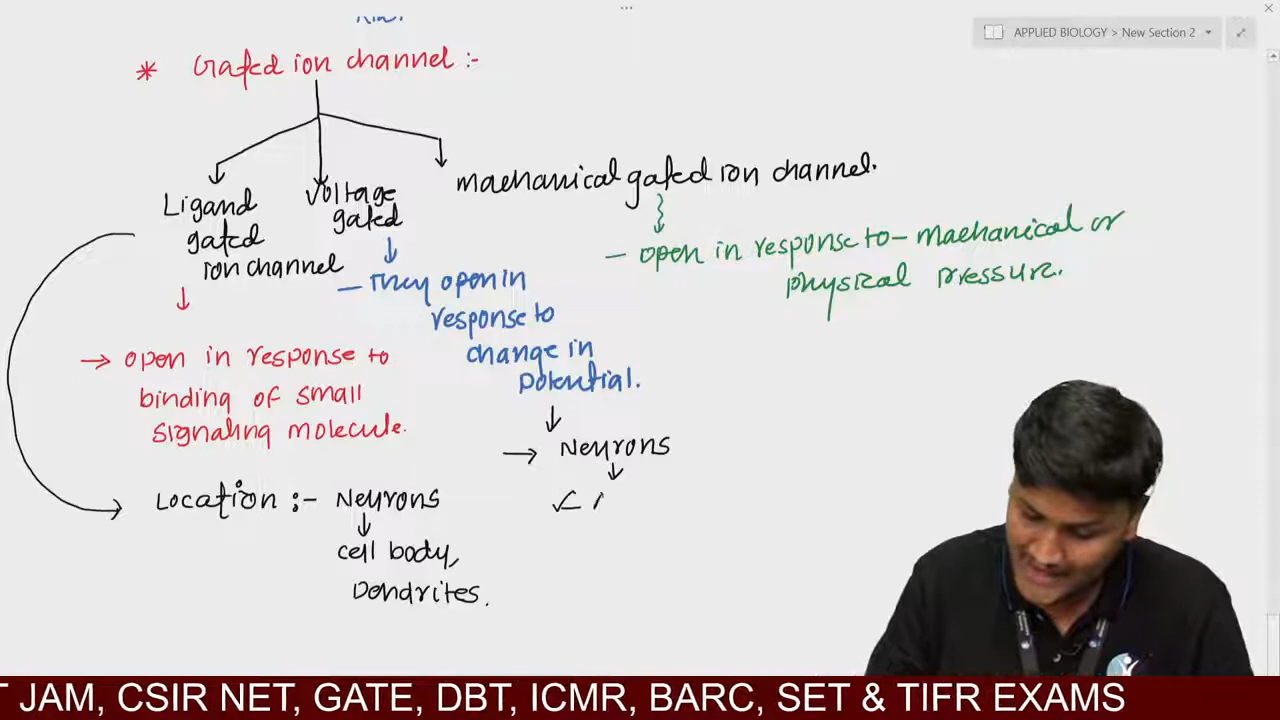 APPLIED BIOLOGY > New Section 2
* Gated ion channel :-
Ligand
gated
ion channel
Voltage
gated
maehanical gated ion channel.
- open in response to - maehanical or
physical pressure.
- They open in
response to
change in
potential.
→ open in response to
binding of small
signaling molecule.
→ Neurons
Location :- Neurons
cell body,
Dendrites.
T JAM, CSIR NET, GATE, DBT, ICMR, BARC, SET & TIFR EXAMS